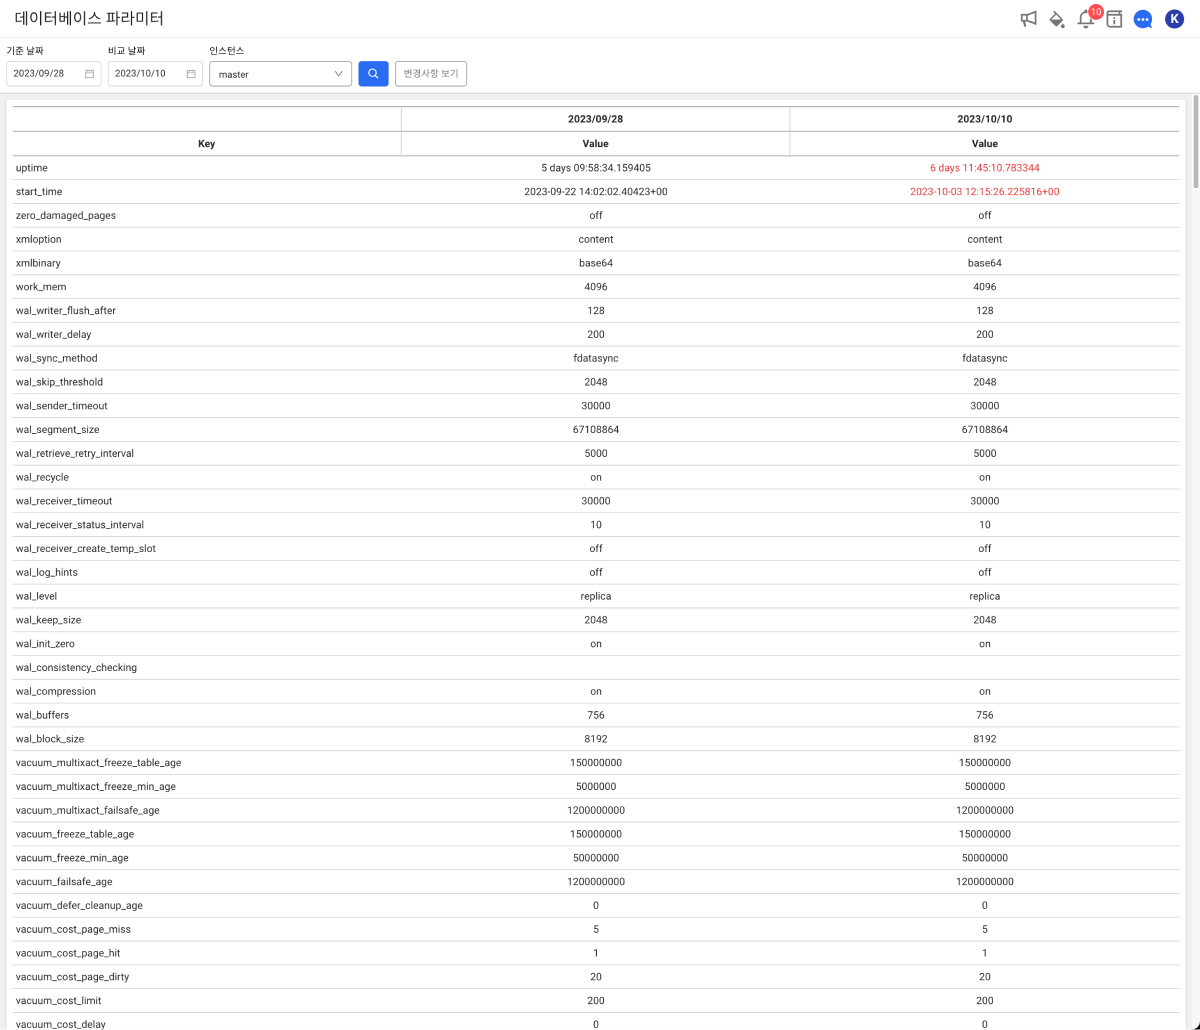 데이터베이스 파라미터
10
K
기준 날짜 비교 날짜 인스턴스
2023/09/28 2023/10/10 master 변경사항 보기
2023/09/28 2023/10/10
Key Value Value
uptime 5 days 09:58:34.159405 6 days 11:45:10.783344
start_time 2023-09-22 14:02:02.40423+00 2023-10-03 12:15:26.225816+00
zero_damaged_pages off off
xmloption content content
xmlbinary base64 base64
work_mem 4096 4096
wal_writer_flush_after 128 128
wal_writer_delay 200 200
wal_sync_method fdatasync fdatasync
wal_skip_threshold 2048 2048
wal_sender_timeout 30000 30000
wal_segment_size 67108864 67108864
wal_retrieve_retry_interval 5000 5000
wal_recycle on on
wal_receiver_timeout 30000 30000
wal_receiver_status_interval 10 10
wal_receiver_create_temp_slot off off
wal_log_hints off off
wal_level replica replica
wal_keep_size 2048 2048
wal_init_zero on on
wal_consistency_checking
wal_compression on on
wal_buffers 756 756
wal_block_size 8192 8192
vacuum_multixact_freeze_table_age 150000000 150000000
vacuum_multixact_freeze_min_age 5000000 5000000
vacuum_multixact_failsafe_age 1200000000 1200000000
vacuum_freeze_table_age 150000000 150000000
vacuum_freeze_min_age 50000000 50000000
vacuum_failsafe_age 1200000000 1200000000
vacuum_defer_cleanup_age 0 0
vacuum_cost_page_miss 5 5
vacuum_cost_page_hit 1 1
vacuum_cost_page_dirty 20 20
vacuum_cost_limit 200 200
vacuum_cost_delay 0 0